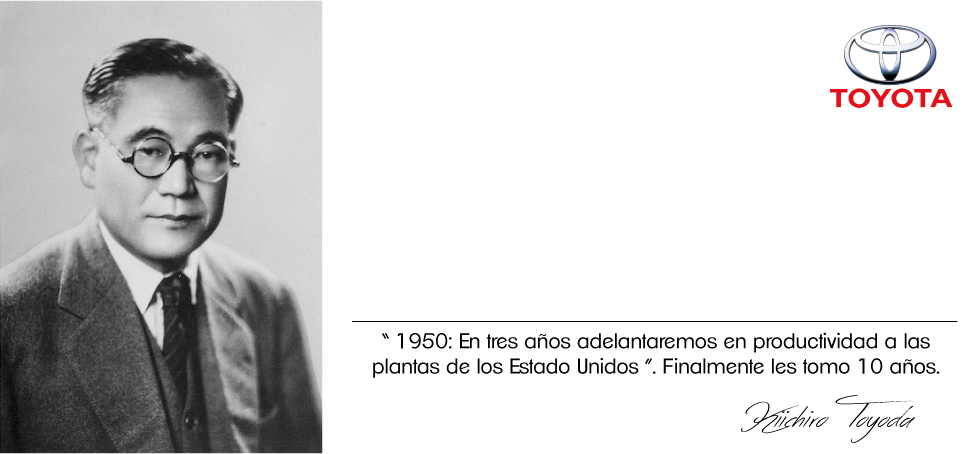 TOYOTA
“ 1950: En tres años adelantaremos en productividad a las
plantas de los Estado Unidos ”. Finalmente les tomo 10 años.
Kiichiro Toyoda